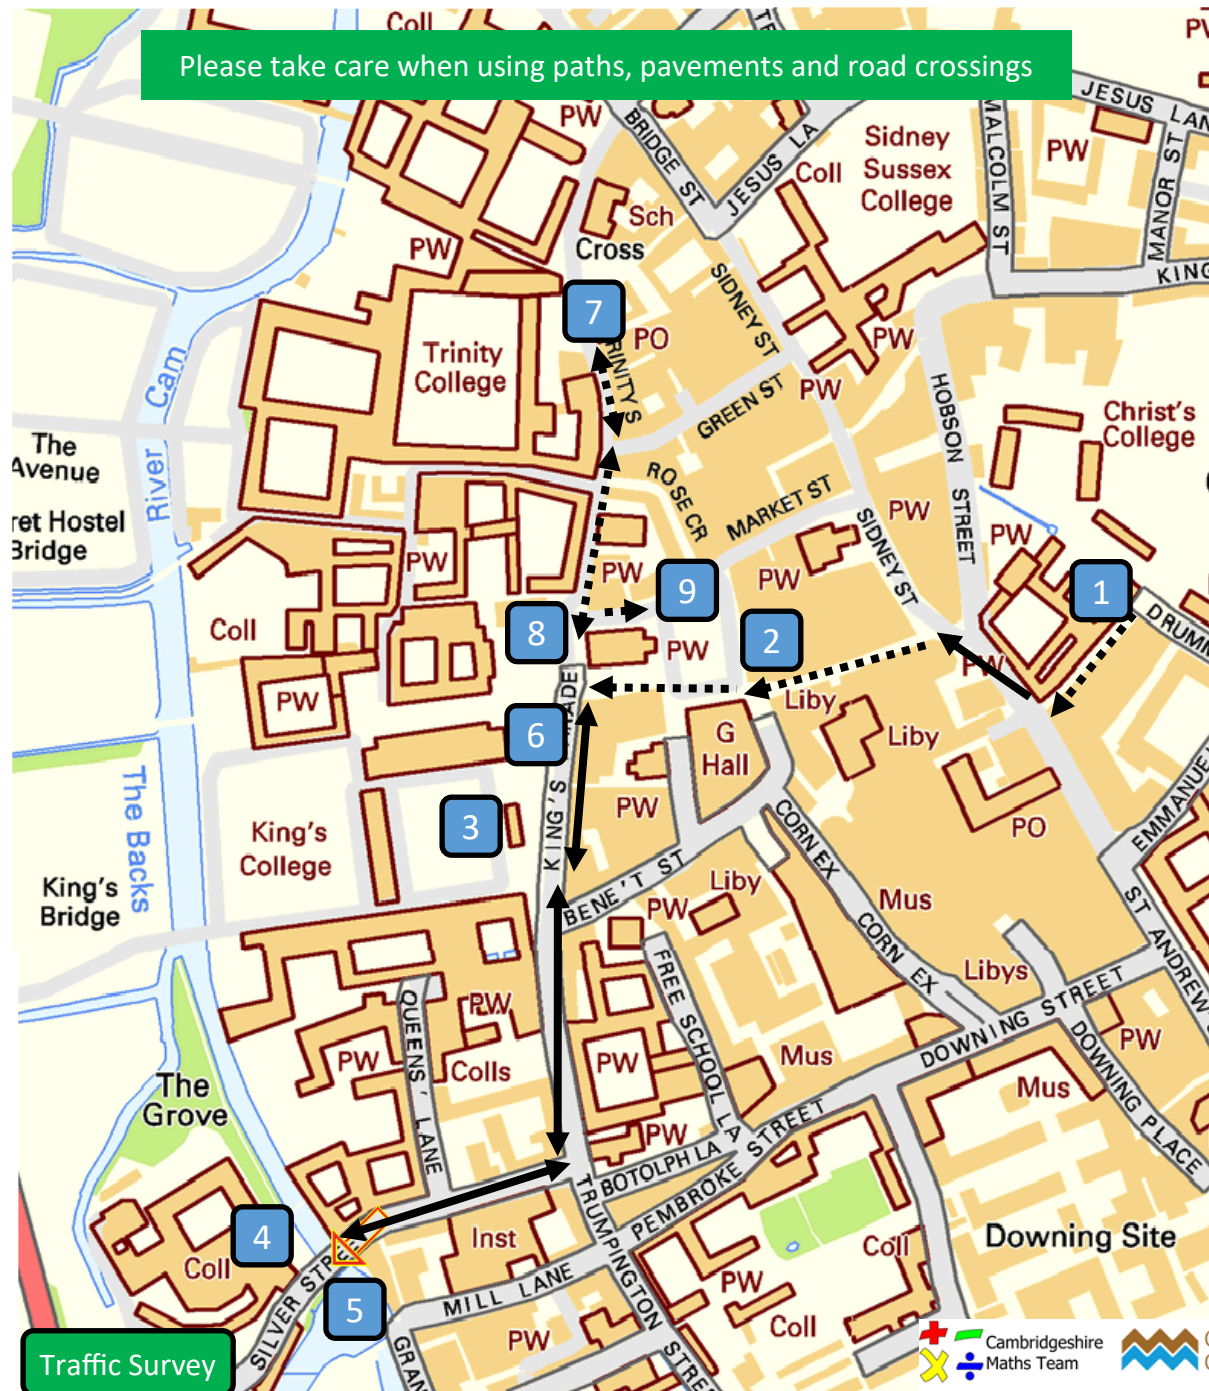 Coll
Please take care when using paths, pavements and road crossings
JESUS LAN
PW
BRIDGE ST
JESUS LA
MALCOLM ST
MANOR ST
PW
Sidney
Sussex
College
Coll
Sch
Cross
PW
KING
SIDNEY ST
7
PO
PW
Trinity
College
PW
GREEN ST
HOBSON STREET
Christ's
College
River Cam
The
Avenue
ROSE CR
MARKET ST
SIDNEY ST
PW
PW
ret Hostel
Bridge
PW
PW
PW
9
1
DRUMM
Coll
8
PW
2
PW
PW
Liby
6
G
Hall
Liby
The Backs
KING'S
3
King's
College
PW
CORN EX
PO
EMMANUE
King's
Bridge
BENE'T ST
Liby
PW
Mus
CORN EX
ST ANDREW'
FREE SCHOOL LA
Libys
PW
QUEENS' LANE
PW
Colls
PW
Mus
DOWNING STREET
PW
Mus
DOWNING PLACE
The
Grove
PW
BOTOLPH LA
PEMBROKE STREET
TRUMPINGTON STREE
4
Coll
Inst
Coll
Downing Site
SILVER STR
5
MILL LANE
PW
Coll
PW
GRAN
Traffic Survey
Cambridgeshire
Maths Team